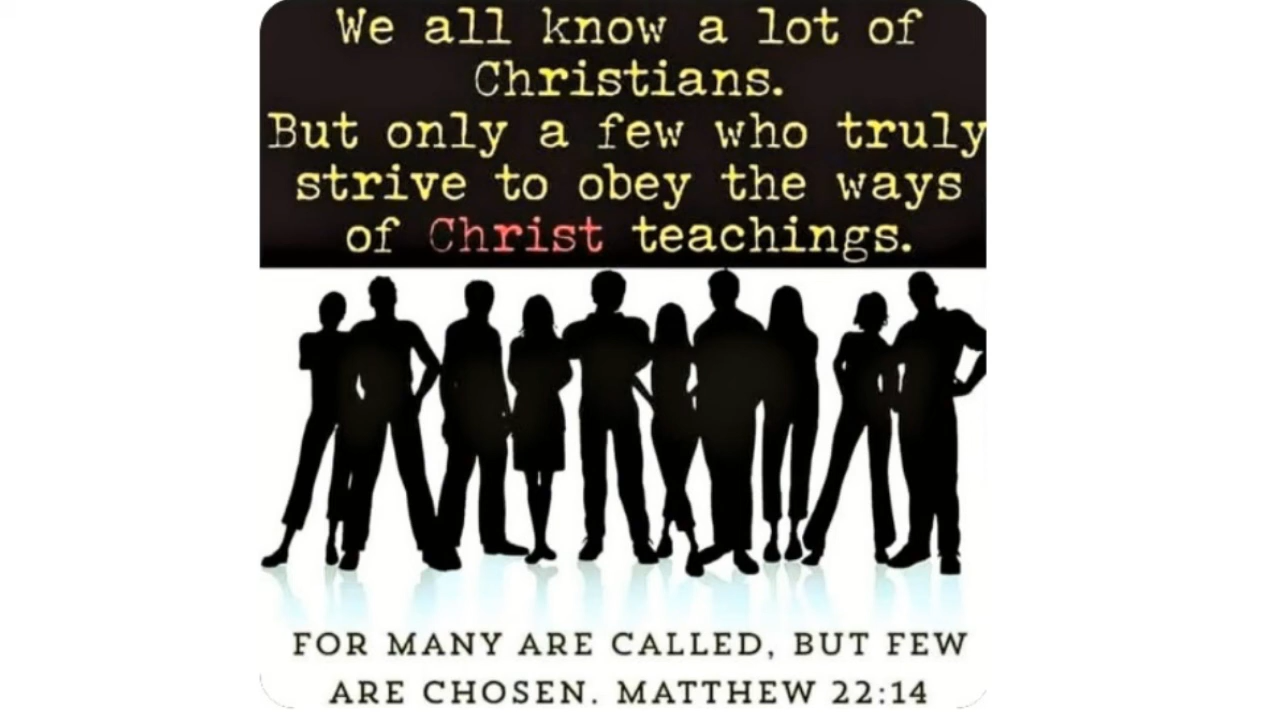 We all know a lot of
Christians.
But only a few who truly
strive to obey the ways
of Christ teachings.
FOR MANY ARE CALLED, BUT FEW
ARE CHOSEN. MATTHEW 22:14